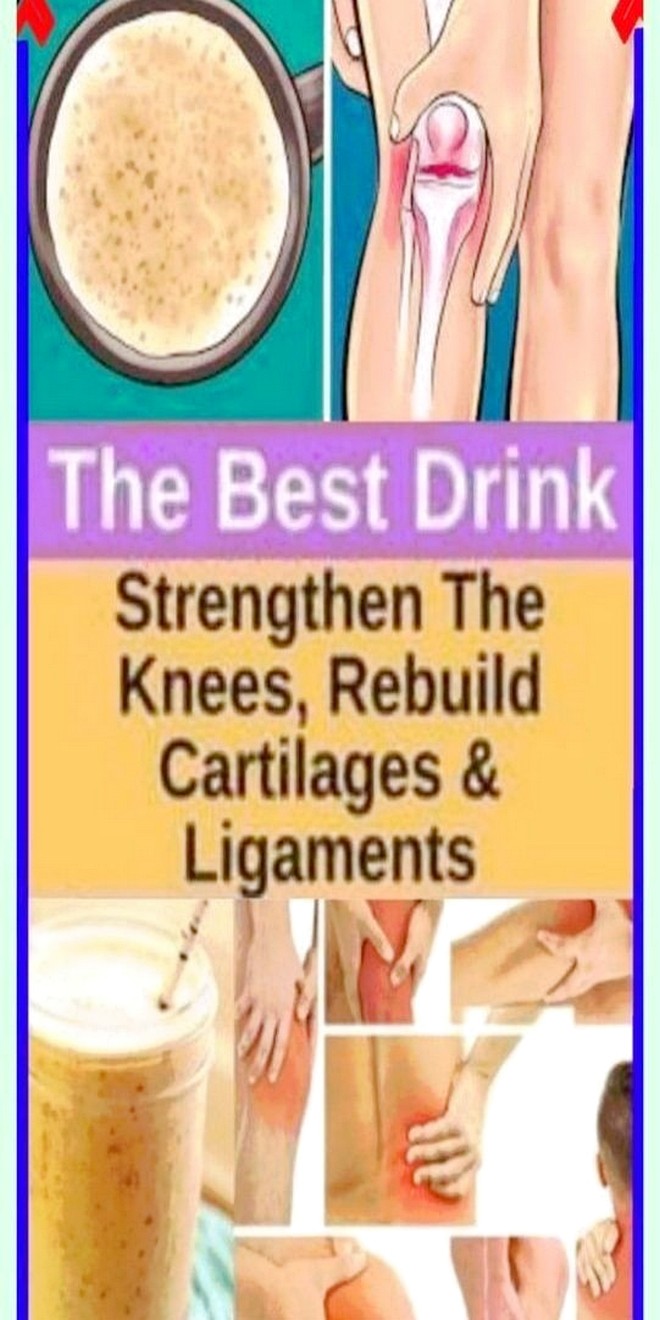 The Best Drink
Strengthen The
Knees, Rebuild
Cartilages &
Ligaments